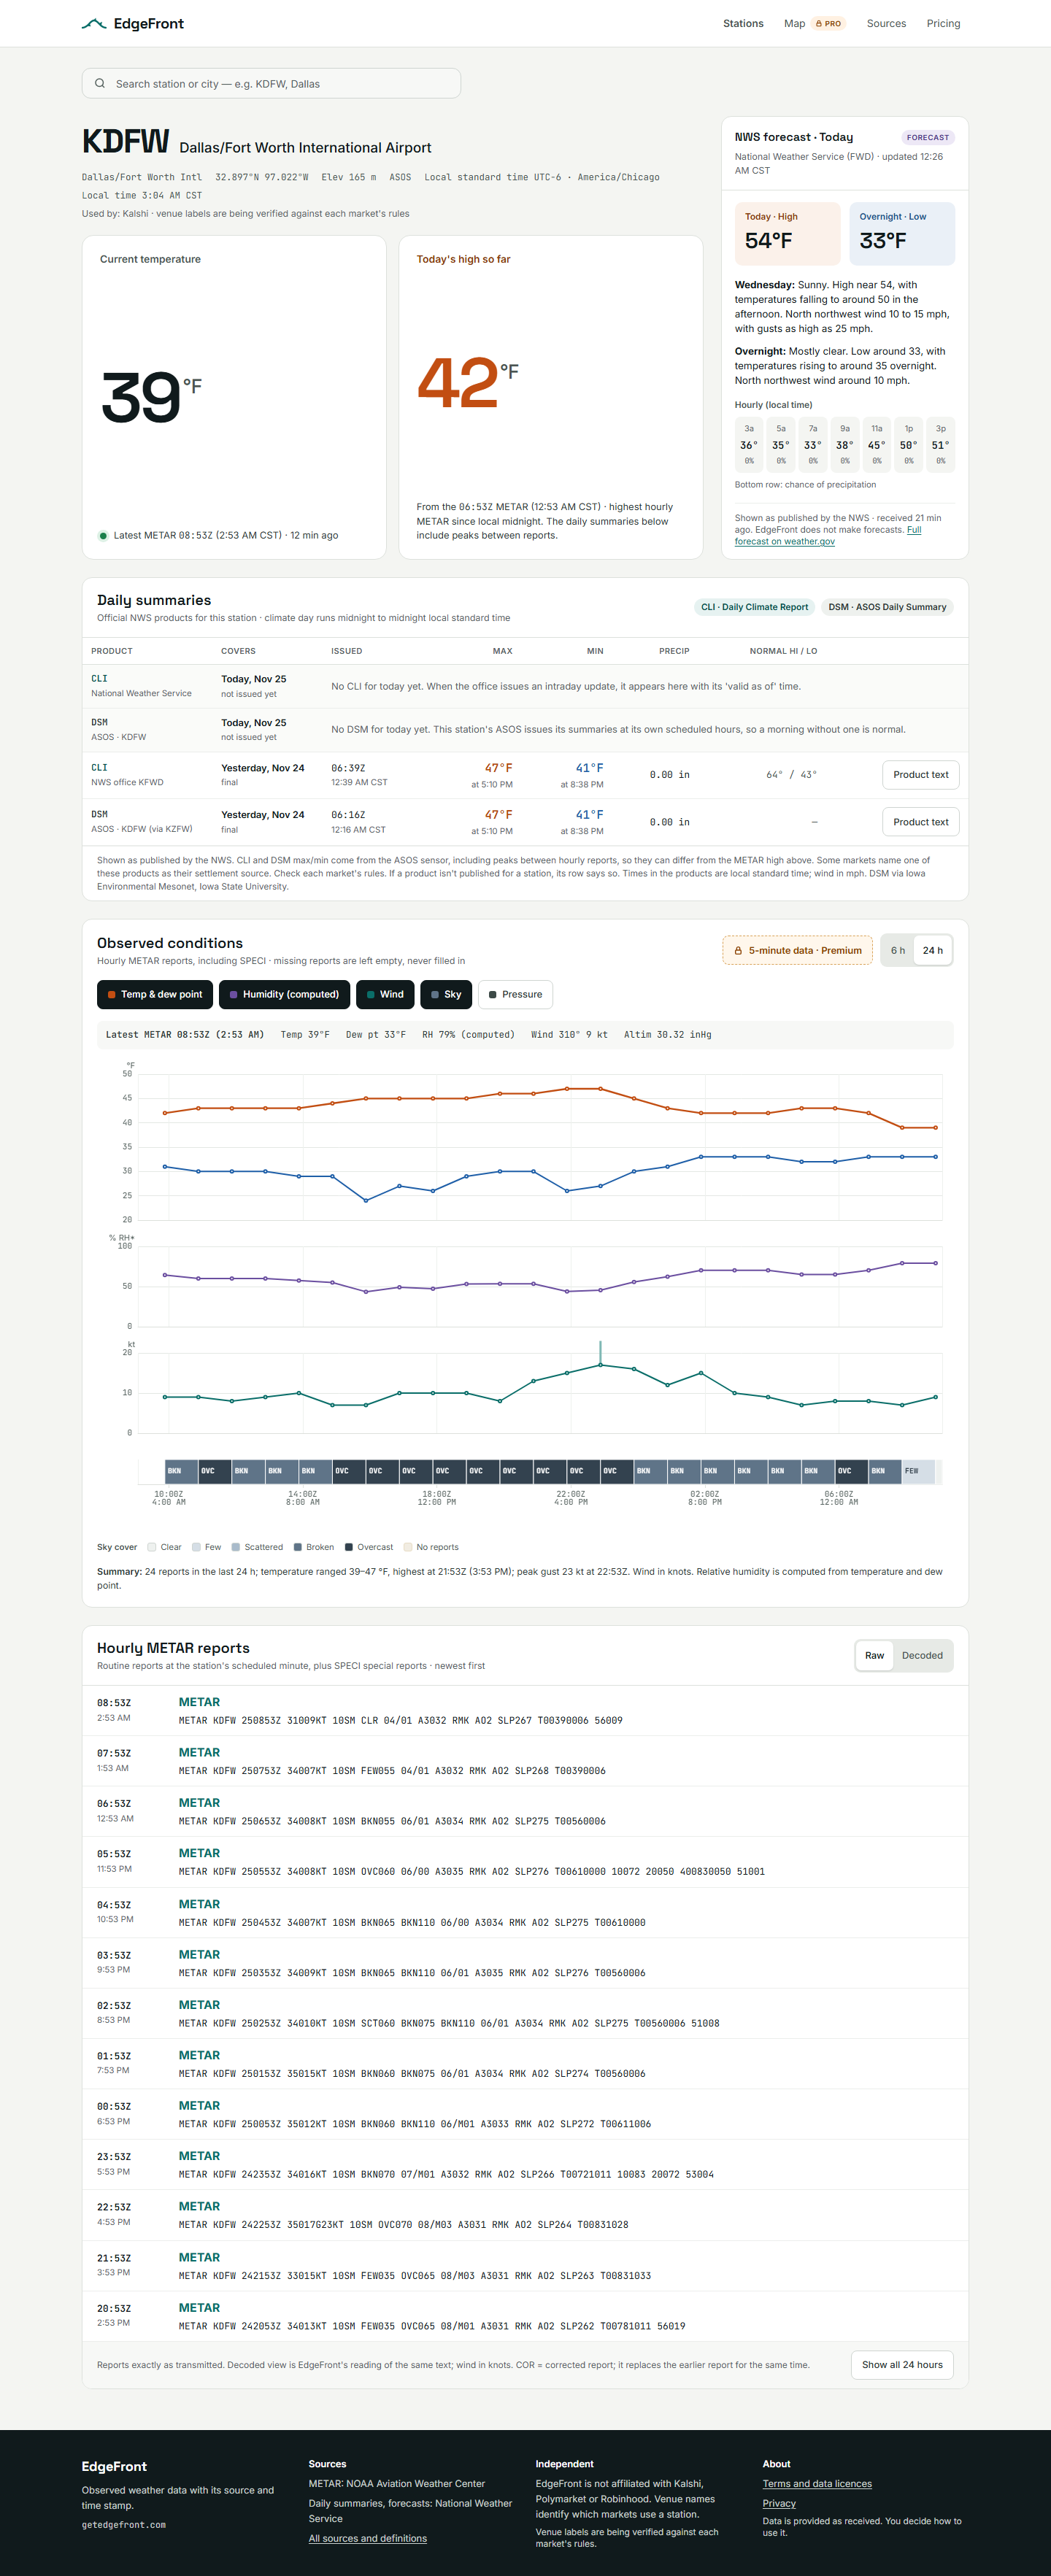 EdgeFront
Stations
Map
PRO
Sources
Pricing
Search station or city — e.g. KDFW, Dallas
KDFW Dallas/Fort Worth International Airport
Dallas/Fort Worth Intl 32.897°N 97.022°W Elev 165 m ASOS Local standard time UTC-6 · America/Chicago
Local time 3:04 AM CST
Used by: Kalshi · venue labels are being verified against each market's rules
Current temperature
39°F
Latest METAR 08:53Z (2:53 AM CST) · 12 min ago
Today's high so far
42°F
From the 06:53Z METAR (12:53 AM CST) · highest hourly
METAR since local midnight. The daily summaries below
include peaks between reports.
NWS forecast · Today
FORECAST
National Weather Service (FWD) · updated 12:26
AM CST
Today · High
54°F
Overnight · Low
33°F
Wednesday: Sunny. High near 54, with
temperatures falling to around 50 in the
afternoon. North northwest wind 10 to 15 mph,
with gusts as high as 25 mph.
Overnight: Mostly clear. Low around 33, with
temperatures rising to around 35 overnight.
North northwest wind around 10 mph.
Hourly (local time)
3a 5a 7a 9a 11a 1p 3p
36° 35° 33° 38° 45° 50° 51°
0% 0% 0% 0% 0% 0% 0%
Bottom row: chance of precipitation
Shown as published by the NWS · received 21 min
ago. EdgeFront does not make forecasts. Full
forecast on weather.gov
Daily summaries
Official NWS products for this station · climate day runs midnight to midnight local standard time
CLI · Daily Climate Report
DSM · ASOS Daily Summary
PRODUCT COVERS ISSUED MAX MIN PRECIP NORMAL HI / LO
CLI
National Weather Service
Today, Nov 25
not issued yet
No CLI for today yet. When the office issues an intraday update, it appears here with its 'valid as of' time.
DSM
ASOS · KDFW
Today, Nov 25
not issued yet
No DSM for today yet. This station's ASOS issues its summaries at its own scheduled hours, so a morning without one is normal.
CLI
NWS office KFWD
Yesterday, Nov 24
final
06:39Z
12:39 AM CST
47°F
at 5:10 PM
41°F
at 8:38 PM
0.00 in
64° / 43°
Product text
DSM
ASOS · KDFW (via KZFW)
Yesterday, Nov 24
final
06:16Z
12:16 AM CST
47°F
at 5:10 PM
41°F
at 8:38 PM
0.00 in
—
Product text
Shown as published by the NWS. CLI and DSM max/min come from the ASOS sensor, including peaks between hourly reports, so they can differ from the METAR high above. Some markets name one of
these products as their settlement source. Check each market's rules. If a product isn't published for a station, its row says so. Times in the products are local standard time; wind in mph. DSM via Iowa
Environmental Mesonet, Iowa State University.
Observed conditions
Hourly METAR reports, including SPECI · missing reports are left empty, never filled in
5-minute data · Premium
6 h
24 h
Temp & dew point
Humidity (computed)
Wind
Sky
Pressure
Latest METAR 08:53Z (2:53 AM) Temp 39°F Dew pt 33°F RH 79% (computed) Wind 310° 9 kt Altim 30.32 inHg
°F
50
45
40
35
30
25
20
% RH*
100
50
0
kt
20
10
0
BKN OVC BKN BKN BKN OVC OVC OVC OVC OVC OVC OVC OVC OVC BKN BKN BKN BKN BKN BKN OVC BKN FEW
10:00Z 14:00Z 18:00Z 22:00Z 02:00Z 06:00Z
4:00 AM 8:00 AM 12:00 PM 4:00 PM 8:00 PM 12:00 AM
Sky cover Clear Few Scattered Broken Overcast No reports
Summary: 24 reports in the last 24 h; temperature ranged 39–47 °F, highest at 21:53Z (3:53 PM); peak gust 23 kt at 22:53Z. Wind in knots. Relative humidity is computed from temperature and dew
point.
Hourly METAR reports
Routine reports at the station's scheduled minute, plus SPECI special reports · newest first
Raw
Decoded
08:53Z METAR
2:53 AM METAR KDFW 250853Z 31009KT 10SM CLR 04/01 A3032 RMK AO2 SLP267 T00390006 56009
07:53Z METAR
1:53 AM METAR KDFW 250753Z 34007KT 10SM FEW055 04/01 A3032 RMK AO2 SLP268 T00390006
06:53Z METAR
12:53 AM METAR KDFW 250653Z 34008KT 10SM BKN055 06/01 A3034 RMK AO2 SLP275 T00560006
05:53Z METAR
11:53 PM METAR KDFW 250553Z 34008KT 10SM OVC060 06/00 A3035 RMK AO2 SLP276 T00610000 10072 20050 400830050 51001
04:53Z METAR
10:53 PM METAR KDFW 250453Z 34007KT 10SM BKN065 BKN110 06/00 A3034 RMK AO2 SLP275 T00610000
03:53Z METAR
9:53 PM METAR KDFW 250353Z 34009KT 10SM BKN065 BKN110 06/01 A3035 RMK AO2 SLP276 T00560006
02:53Z METAR
8:53 PM METAR KDFW 250253Z 34010KT 10SM SCT060 BKN075 BKN110 06/01 A3034 RMK AO2 SLP275 T00560006 51008
01:53Z METAR
7:53 PM METAR KDFW 250153Z 35015KT 10SM BKN060 BKN075 06/01 A3034 RMK AO2 SLP274 T00560006
00:53Z METAR
6:53 PM METAR KDFW 250053Z 35012KT 10SM BKN060 BKN110 06/M01 A3033 RMK AO2 SLP272 T00611006
23:53Z METAR
5:53 PM METAR KDFW 242353Z 34016KT 10SM BKN070 07/M01 A3032 RMK AO2 SLP266 T00721011 10083 20072 53004
22:53Z METAR
4:53 PM METAR KDFW 242253Z 35017G23KT 10SM OVC070 08/M03 A3031 RMK AO2 SLP264 T00831028
21:53Z METAR
3:53 PM METAR KDFW 242153Z 33015KT 10SM FEW035 OVC065 08/M03 A3031 RMK AO2 SLP263 T00831033
20:53Z METAR
2:53 PM METAR KDFW 242053Z 34013KT 10SM FEW035 OVC065 08/M01 A3031 RMK AO2 SLP262 T00781011 56019
Reports exactly as transmitted. Decoded view is EdgeFront's reading of the same text; wind in knots. COR = corrected report; it replaces the earlier report for the same time.
Show all 24 hours
EdgeFront
Observed weather data with its source and
time stamp.
getedgefront.com
Sources
METAR: NOAA Aviation Weather Center
Daily summaries, forecasts: National Weather
Service
All sources and definitions
Independent
EdgeFront is not affiliated with Kalshi,
Polymarket or Robinhood. Venue names
identify which markets use a station.
Venue labels are being verified against each
market's rules.
About
Terms and data licences
Privacy
Data is provided as received. You decide how to
use it.